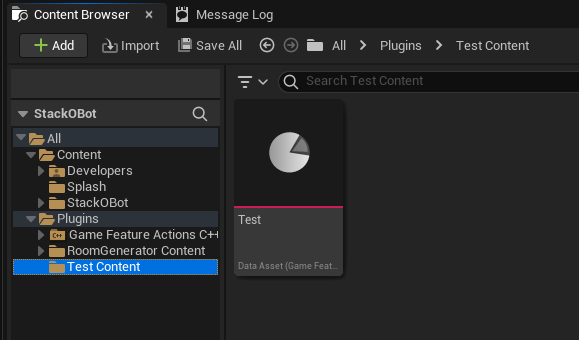 Content Browser
Message Log
Add
Import
Save All
All
Plugins
Test Content
Search Test Content
StackOBot
All
Content
Developers
Splash
StackOBot
Plugins
Game Feature Actions C++
RoomGenerator Content
Test Content
Test
Data Asset (Game Feat...